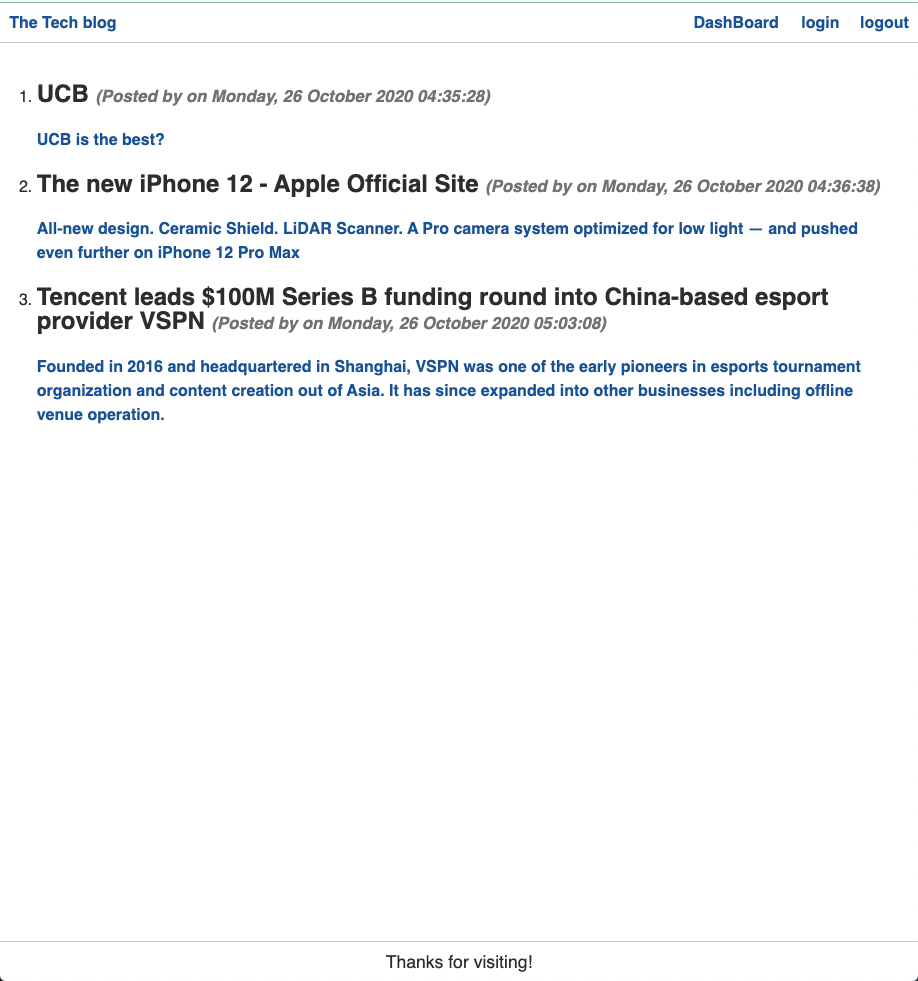 The Tech blog DashBoard login logout
1. UCB (Posted by on Monday, 26 October 2020 04:35:28)
UCB is the best?
2. The new iPhone 12 - Apple Official Site (Posted by on Monday, 26 October 2020 04:36:38)
All-new design. Ceramic Shield. LiDAR Scanner. A Pro camera system optimized for low light — and pushed
even further on iPhone 12 Pro Max
3. Tencent leads $100M Series B funding round into China-based esport
provider VSPN (Posted by on Monday, 26 October 2020 05:03:08)
Founded in 2016 and headquartered in Shanghai, VSPN was one of the early pioneers in esports tournament
organization and content creation out of Asia. It has since expanded into other businesses including offline
venue operation.
Thanks for visiting!